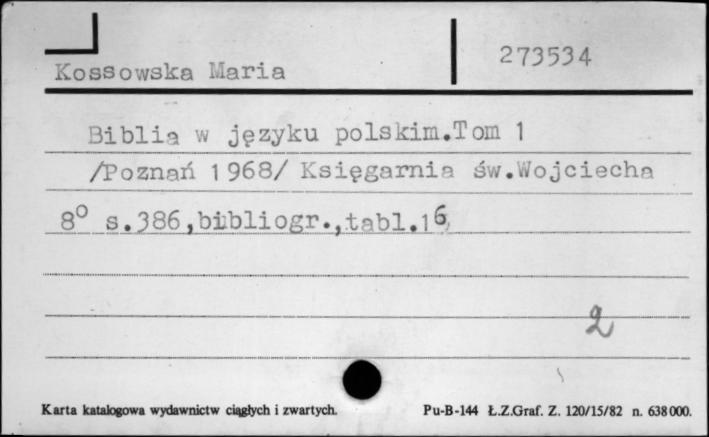 Kossowska Maria
273534
Biblia w języku polskim.Tom 1
/Poznań 1968/ Księgarnia św.Wojciecha
8° s.386,bibliogr.,tabl.16
2
Karta katalogowa wydawnictw ciągłych i zwartych.
Pu-B-144 Ł.Z.Graf. Z. 120/15/82 n. 638000.